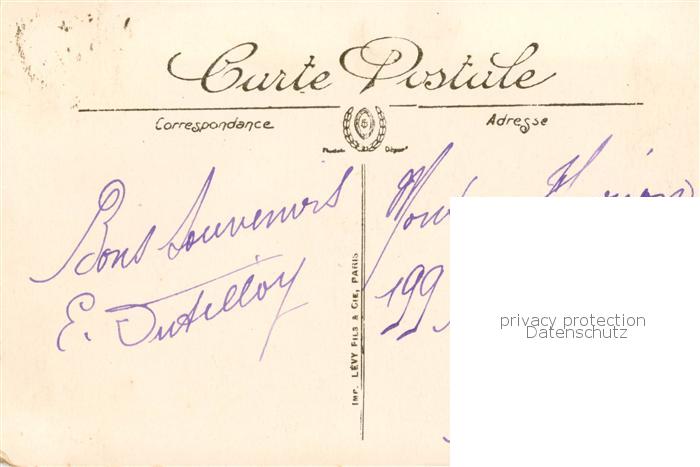 Carte Postale
Correspondance
Adresse
Bons Souvenirs
E. Dutilloy
IMP. LÉVY FILS & CIE, PARIS
199
privacy protection
Datenschutz